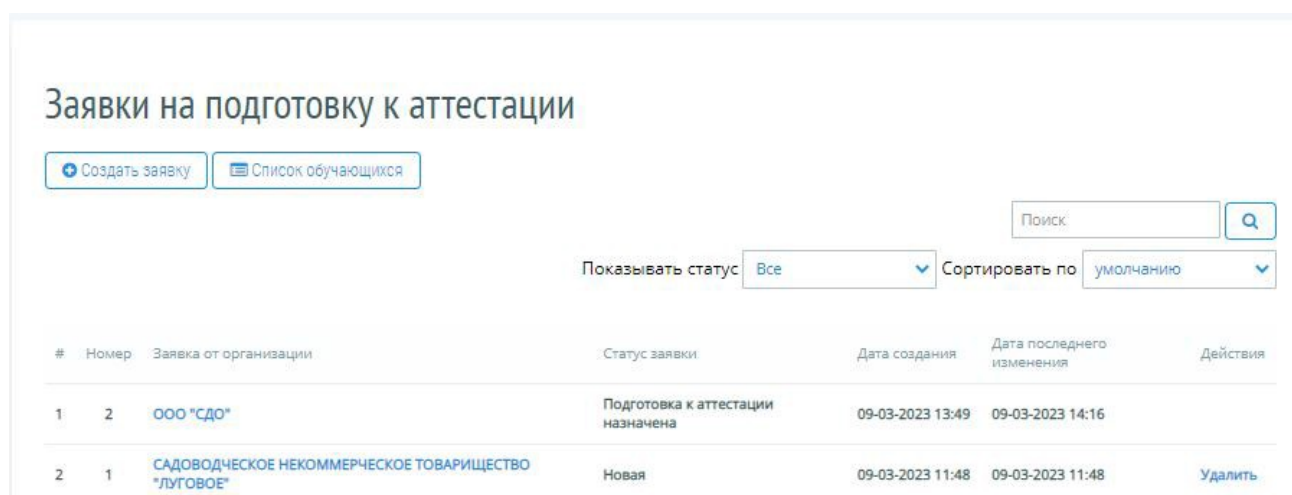 Заявки на подготовку к аттестации
Создать заявку Список обучающихся
Поиск
Показывать статус Все Сортировать по умолчанию
# Номер Заявка от организации Статус заявки Дата создания Дата последнего изменения Действия
1 2 ООО "СДО" Подготовка к аттестации назначена 09-03-2023 13:49 09-03-2023 14:16
2 1 САДОВОДЧЕСКОЕ НЕКОММЕРЧЕСКОЕ ТОВАРИЩЕСТВО "ЛУГОВОЕ" Новая 09-03-2023 11:48 09-03-2023 11:48 Удалить